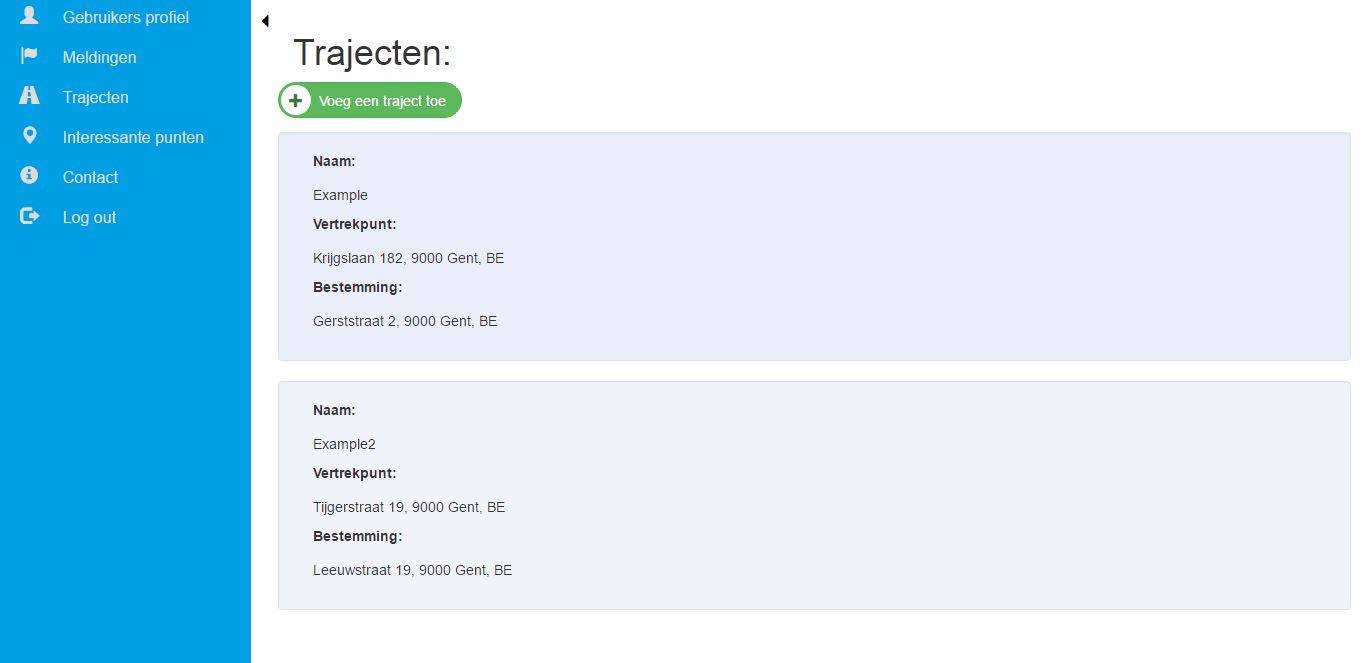 Gebruikers profiel
Meldingen
Trajecten
Interessante punten
Contact
Log out
Trajecten:
Voeg een traject toe
Naam:
Example
Vertrekpunt:
Krijgslaan 182, 9000 Gent, BE
Bestemming:
Gerststraat 2, 9000 Gent, BE
Naam:
Example2
Vertrekpunt:
Tijgerstraat 19, 9000 Gent, BE
Bestemming:
Leeuwstraat 19, 9000 Gent, BE